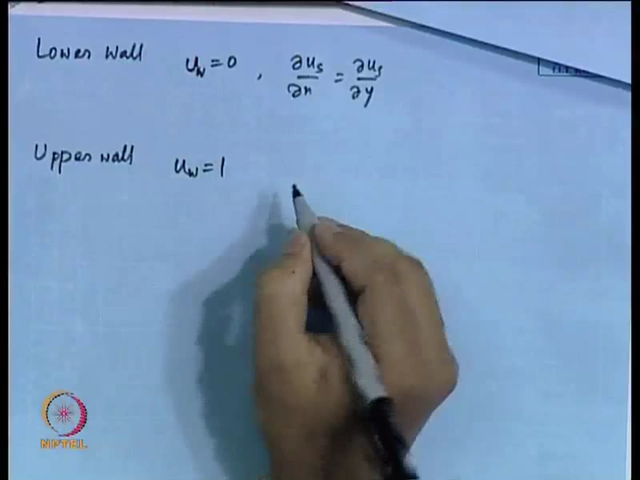 Lower wall u_w = 0 , ∂u_s/∂n = ∂u_s/∂y
Upper wall u_w = 1
NPTEL